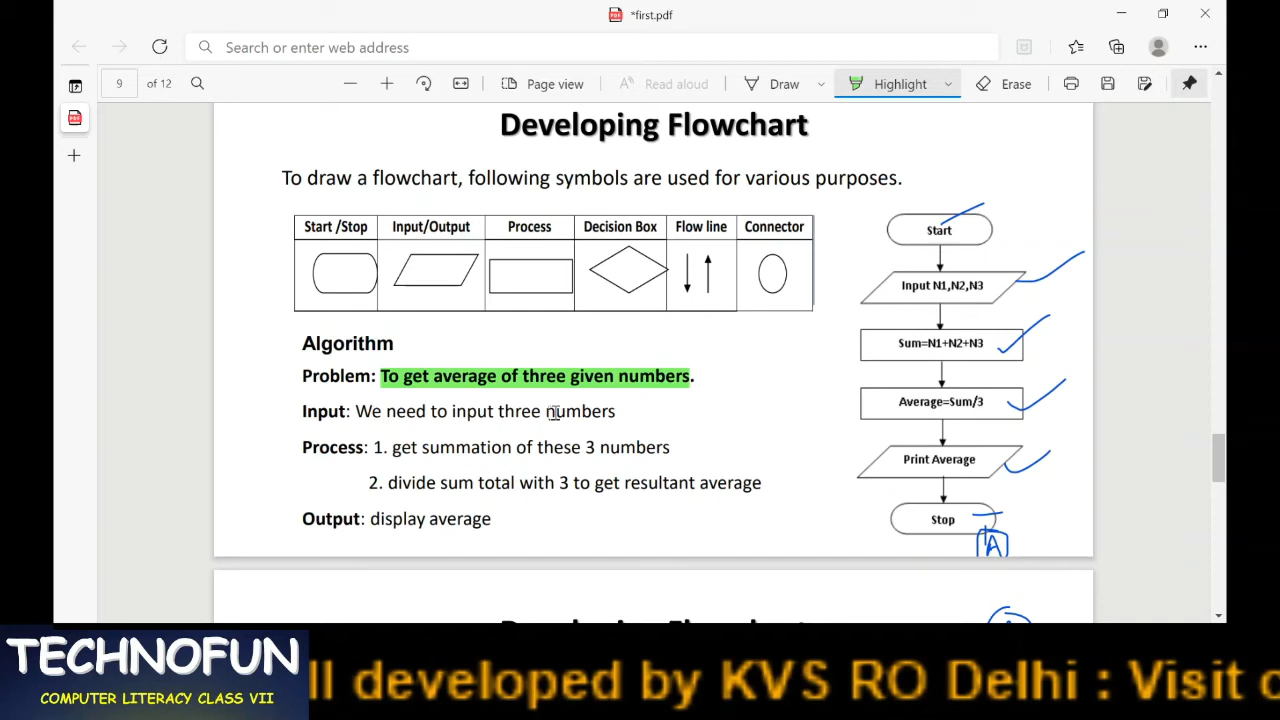 *first.pdf
Search or enter web address
9 of 12
Page view
Read aloud
Draw
Highlight
Erase
Developing Flowchart
To draw a flowchart, following symbols are used for various purposes.
Start /Stop Input/Output Process Decision Box Flow line Connector
Algorithm
Problem: To get average of three given numbers.
Input: We need to input three numbers
Process: 1. get summation of these 3 numbers
2. divide sum total with 3 to get resultant average
Output: display average
Start
Input N1,N2,N3
Sum=N1+N2+N3
Average=Sum/3
Print Average
Stop
A
TECHNOFUN
COMPUTER LITERACY CLASS VII
ll developed by KVS RO Delhi : Visit